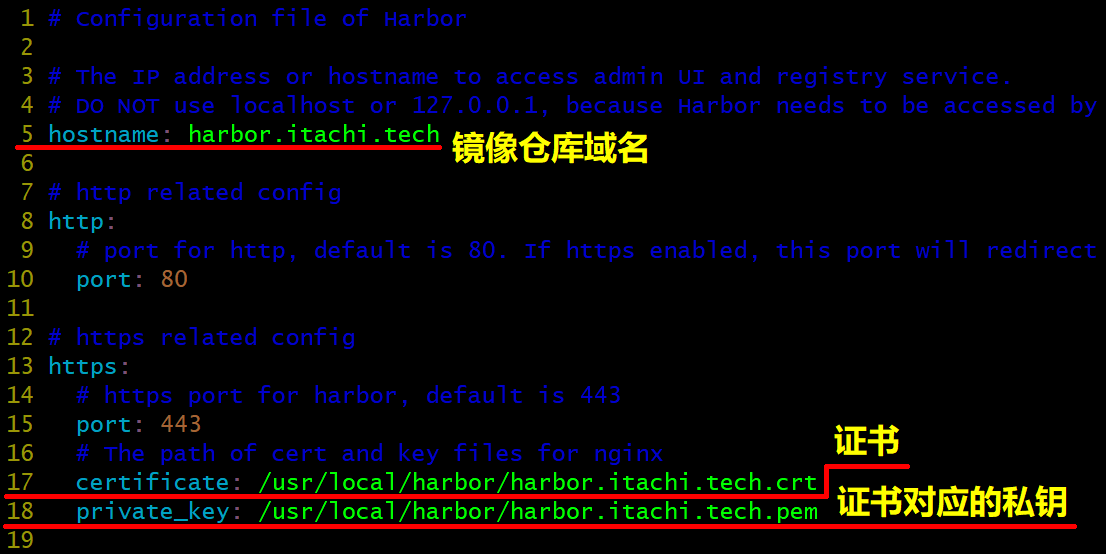 1 # Configuration file of Harbor
2
3 # The IP address or hostname to access admin UI and registry service.
4 # DO NOT use localhost or 127.0.0.1, because Harbor needs to be accessed by
5 hostname: harbor.itachi.tech 镜像仓库域名
6
7 # http related config
8 http:
9 # port for http, default is 80. If https enabled, this port will redirect
10 port: 80
11
12 # https related config
13 https:
14 # https port for harbor, default is 443
15 port: 443
16 # The path of cert and key files for nginx
证书
17 certificate: /usr/local/harbor/harbor.itachi.tech.crt
18 private_key: /usr/local/harbor/harbor.itachi.tech.pem 证书对应的私钥
19